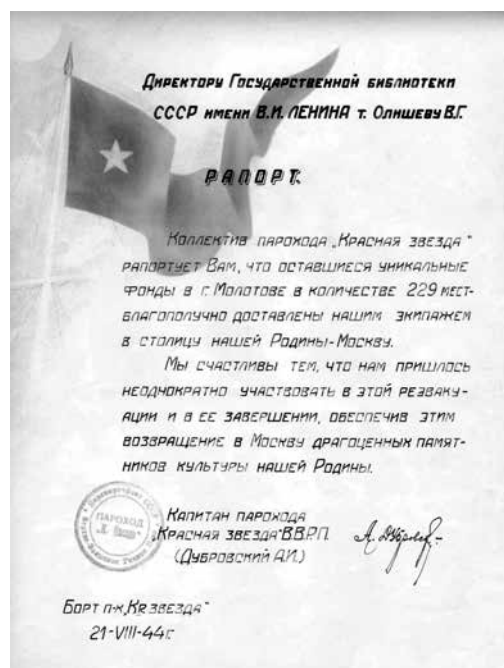 Директору Государственной библиотеки
СССР имени В.И. ЛЕНИНА т. Олишеву В.Г.
РАПОРТ.
Коллектив парохода „Красная звезда"
рапортует Вам, что оставшиеся уникальные
фонды в г. Молотове в количестве 229 мест-
благополучно доставлены нашим экипажем
в столицу нашей Родины-Москву.
Мы счастливы тем, что нам пришлось
неоднократно участвовать в этой реэваку-
ации и в ее завершении, обеспечив этим
возвращение в Москву драгоценных памят-
ников культуры нашей Родины.
ПАРОХОД
Капитан парохода
„Красная звезда" В.В.Р.П.
(Дубровский А.И.)
Борт п-х „Кр звезда"
21-VIII-44г.